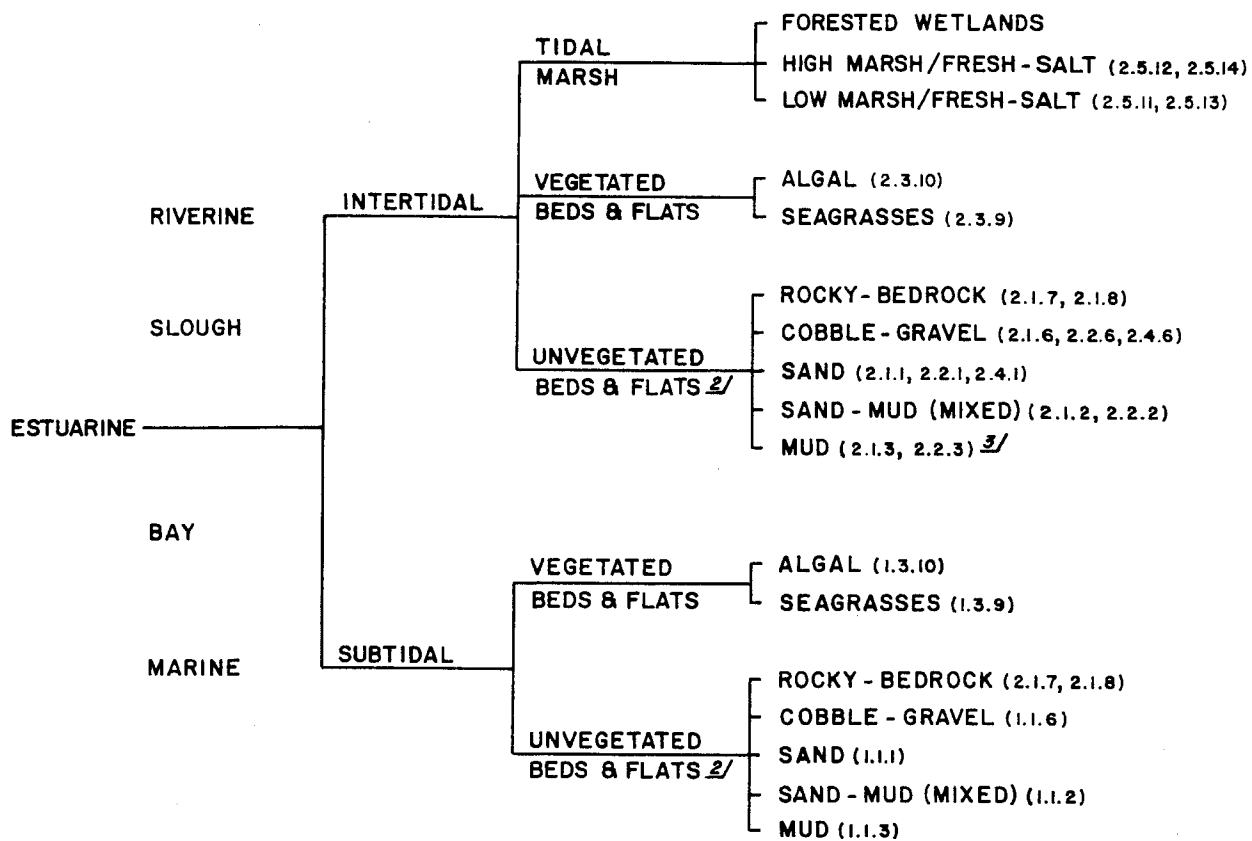 FORESTED WETLANDS
TIDAL
MARSH
HIGH MARSH/FRESH-SALT (2.5.12, 2.5.14)
LOW MARSH/FRESH-SALT (2.5.11, 2.5.13)
RIVERINE
INTERTIDAL
VEGETATED
BEDS & FLATS
ALGAL (2.3.10)
SEAGRASSES (2.3.9)
SLOUGH
UNVEGETATED
BEDS & FLATS 2/
ROCKY-BEDROCK (2.1.7, 2.1.8)
COBBLE-GRAVEL (2.1.6, 2.2.6, 2.4.6)
SAND (2.1.1, 2.2.1, 2.4.1)
SAND-MUD (MIXED) (2.1.2, 2.2.2)
MUD (2.1.3, 2.2.3) 3/
ESTUARINE
BAY
VEGETATED
BEDS & FLATS
ALGAL (1.3.10)
SEAGRASSES (1.3.9)
MARINE
SUBTIDAL
UNVEGETATED
BEDS & FLATS 2/
ROCKY-BEDROCK (2.1.7, 2.1.8)
COBBLE-GRAVEL (1.1.6)
SAND (1.1.1)
SAND-MUD (MIXED) (1.1.2)
MUD (1.1.3)